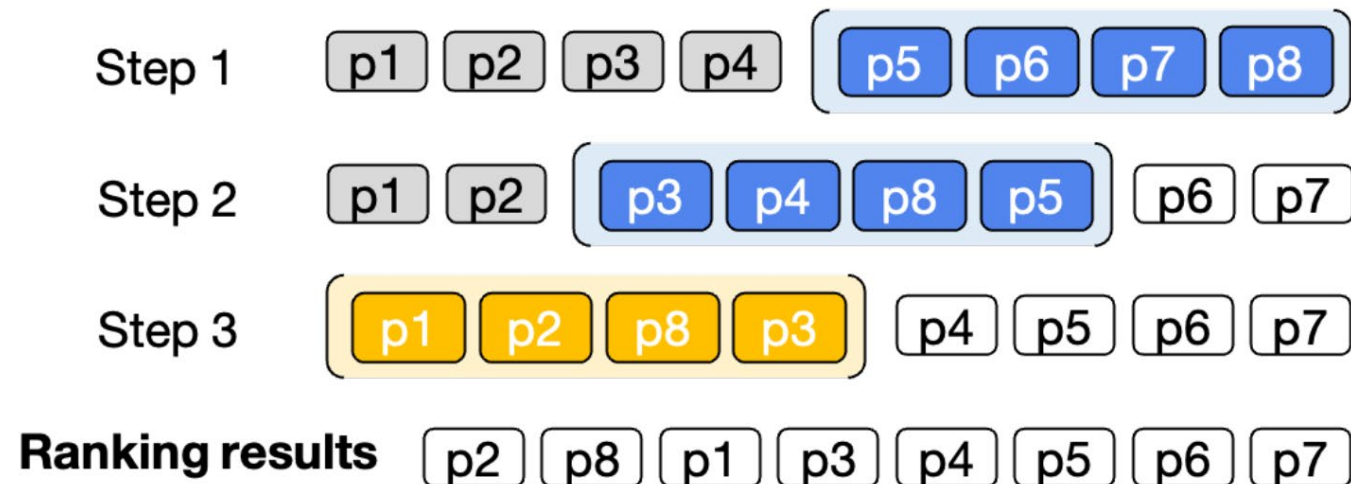 Step 1 p1 p2 p3 p4 p5 p6 p7 p8
Step 2 p1 p2 p3 p4 p8 p5 p6 p7
Step 3 p1 p2 p8 p3 p4 p5 p6 p7
Ranking results p2 p8 p1 p3 p4 p5 p6 p7